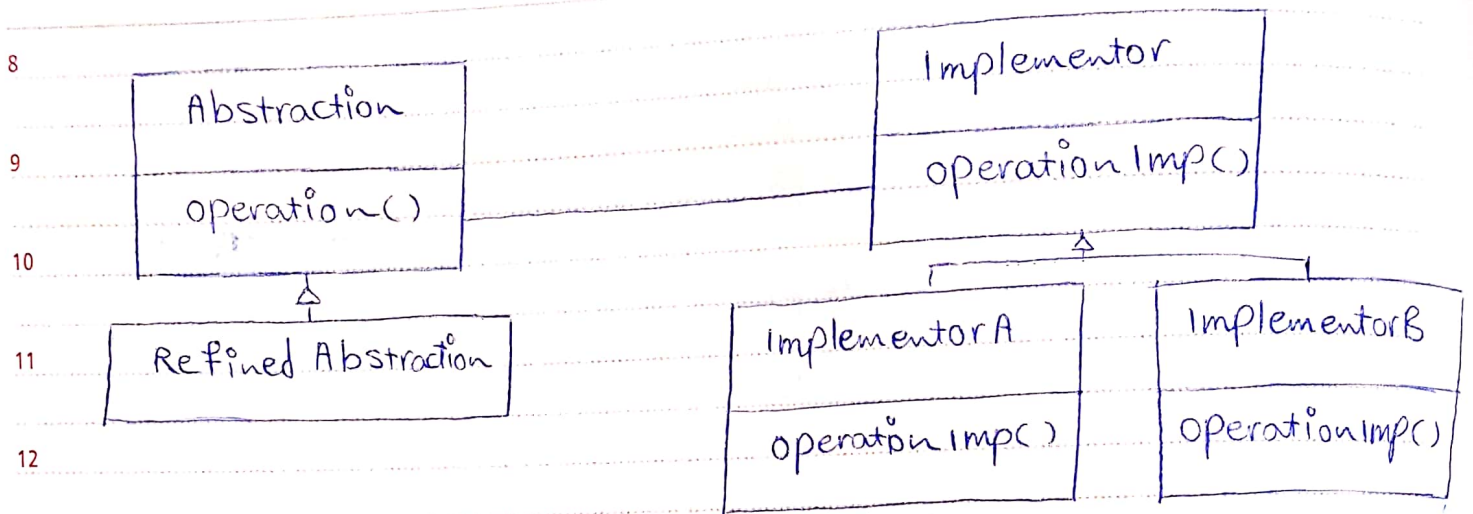 8
Implementor
Abstraction
9
operationImp()
operation()
10
ImplementorA
ImplementorB
11
Refined Abstraction
12
operationImp()
operationImp()